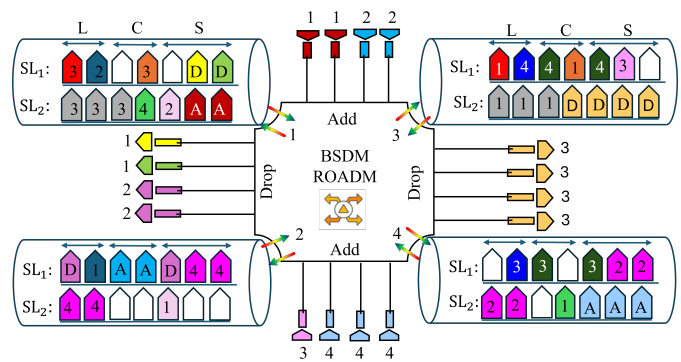 L C S
SL1: 3 2 3 D D
SL2: 3 3 3 4 2 A A
1 1 2 2
L C S
SL1: 1 4 4 1 4 3
SL2: 1 1 1 D D D D
Add
1
3
1
1
2
2
Drop
BSDM
ROADM
Drop
3
3
3
3
2
4
Add
SL1: D 1 A A D 4 4
SL2: 4 4 1
3 4 4 4
SL1: 3 3 3 2 2
SL2: 2 2 1 A A A